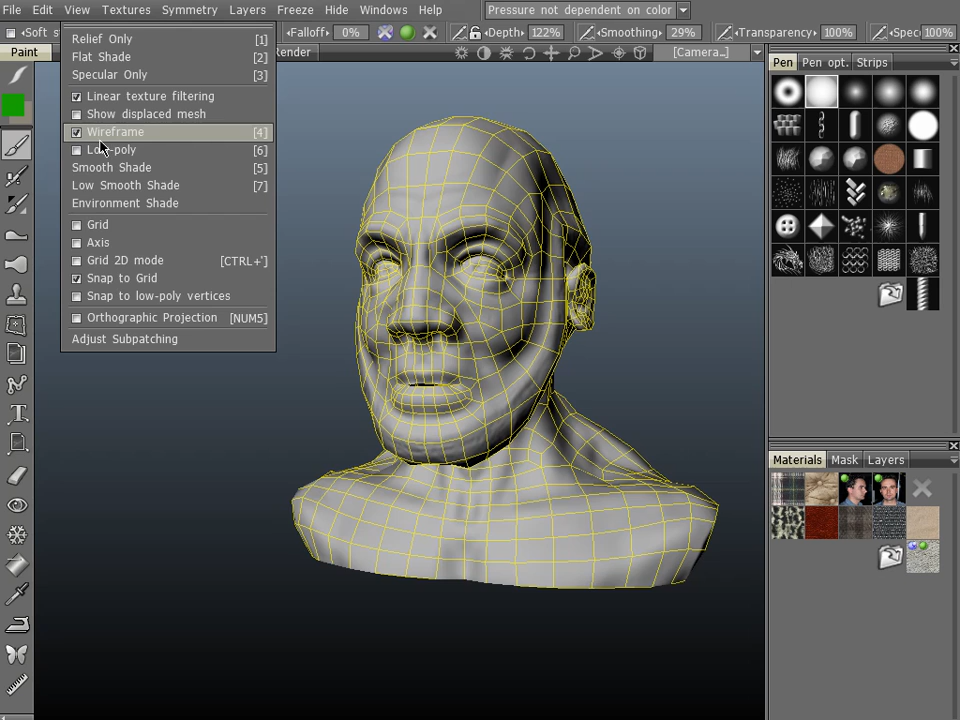 File Edit View Textures Symmetry Layers Freeze Hide Windows Help Pressure not dependent on color
Soft Falloff 0% Depth: 122% Smoothing: 29% Transparency: 100% Spec 100%
Paint Render [Camera_]
Relief Only [1]
Flat Shade [2]
Specular Only [3]
Linear texture filtering
Show displaced mesh
Wireframe [4]
Low-poly [6]
Smooth Shade [5]
Low Smooth Shade [7]
Environment Shade
Grid
Axis
Grid 2D mode [CTRL+']
Snap to Grid
Snap to low-poly vertices
Orthographic Projection [NUM5]
Adjust Subpatching
Pen Pen opt. Strips
Materials Mask Layers